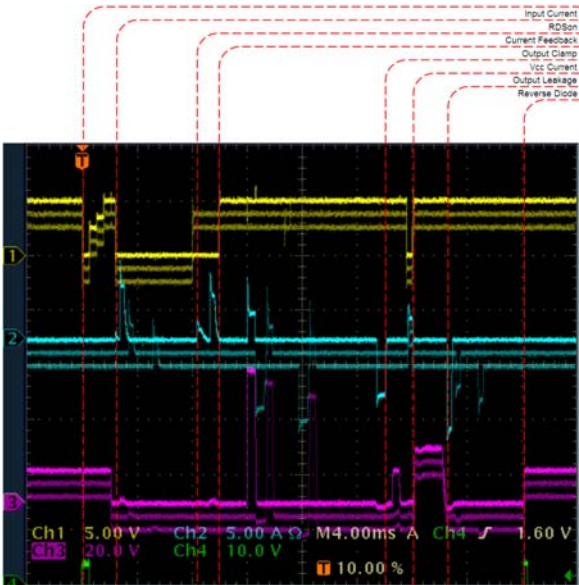 Input Current
RDSon
Current Feedback
Output Clamp
Vcc Current
Output Leakage
Reverse Diode
T
1
2
3
Ch1 5.00 V Ch2 5.00 A Ω M4.00ms A Ch4 ∫ 1.60 V
Ch3 20.0 V Ch4 10.0 V
T 10.00 %
4